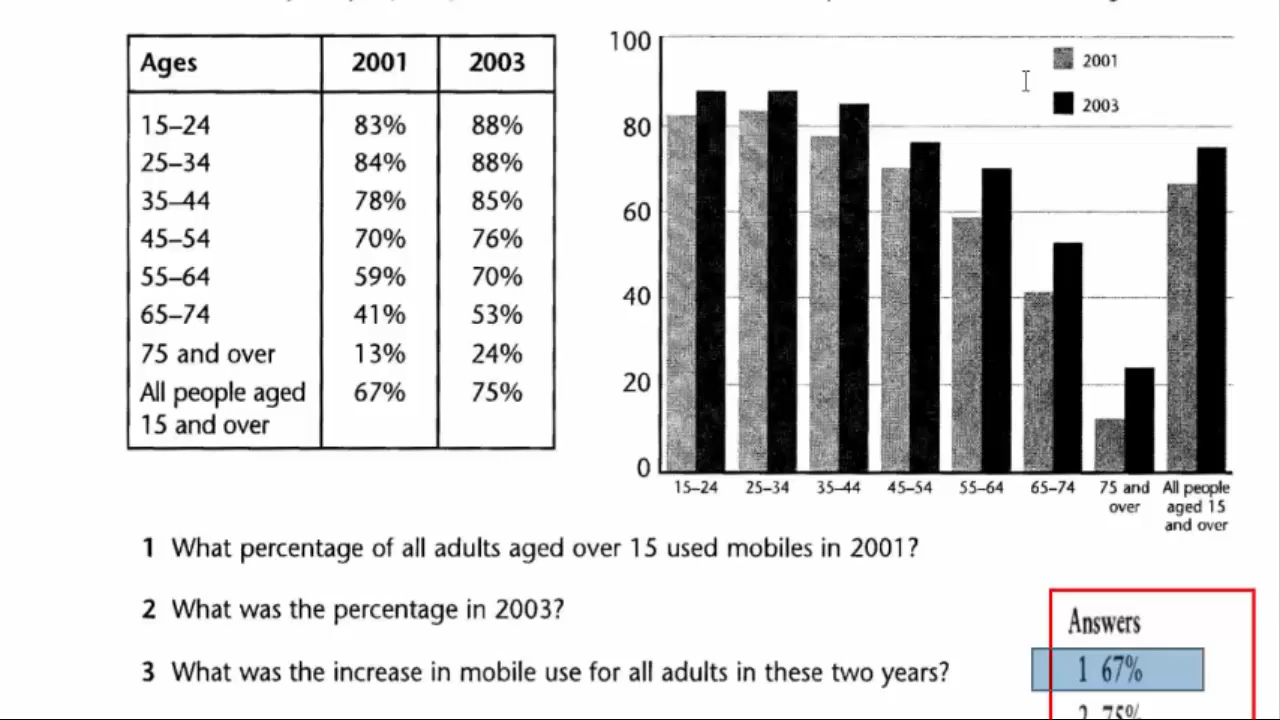 Ages 2001 2003
15–24 83% 88%
25–34 84% 88%
35–44 78% 85%
45–54 70% 76%
55–64 59% 70%
65–74 41% 53%
75 and over 13% 24%
All people aged 67% 75%
15 and over
100
80
60
40
20
0
2001
2003
15–24 25–34 35–44 45–54 55–64 65–74 75 and over All people aged 15 and over
1 What percentage of all adults aged over 15 used mobiles in 2001?
2 What was the percentage in 2003?
3 What was the increase in mobile use for all adults in these two years?
Answers
1 67%
2 75%